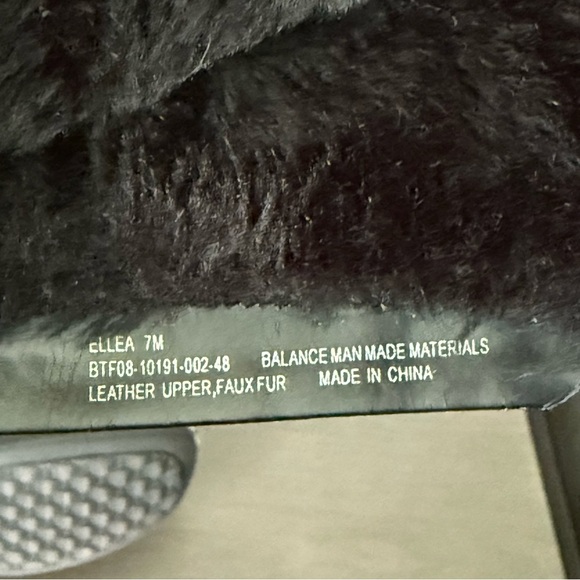 ELLEA 7M
BTF08-10191-002-48 BALANCE MAN MADE MATERIALS
LEATHER UPPER,FAUX FUR MADE IN CHINA